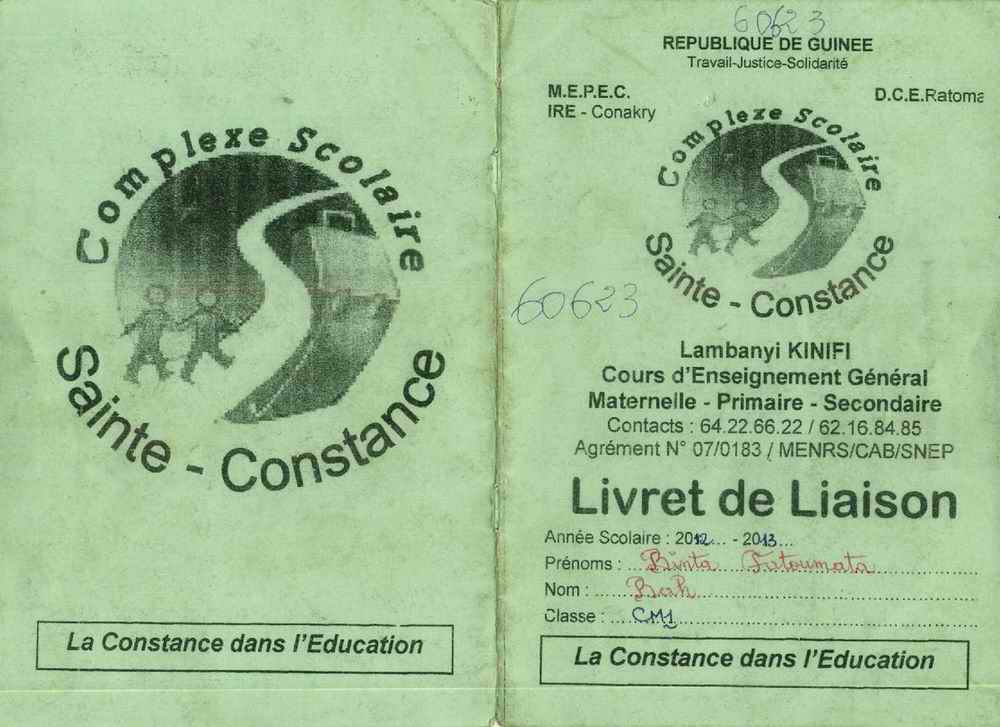 Complexe Scolaire
Sainte - Constance
La Constance dans l'Education
60623
REPUBLIQUE DE GUINEE
Travail-Justice-Solidarité
M.E.P.E.C.
IRE - Conakry
D.C.E.Ratoma
Complexe Scolaire
Sainte - Constance
60623
Lambanyi KINIFI
Cours d'Enseignement Général
Maternelle - Primaire - Secondaire
Contacts : 64.22.66.22 / 62.16.84.85
Agrément N° 07/0183 / MENRS/CAB/SNEP
Livret de Liaison
Année Scolaire : 2012... - 2013...
Prénoms : Binta Fatoumata
Nom : Bah
Classe : CM1
La Constance dans l'Education